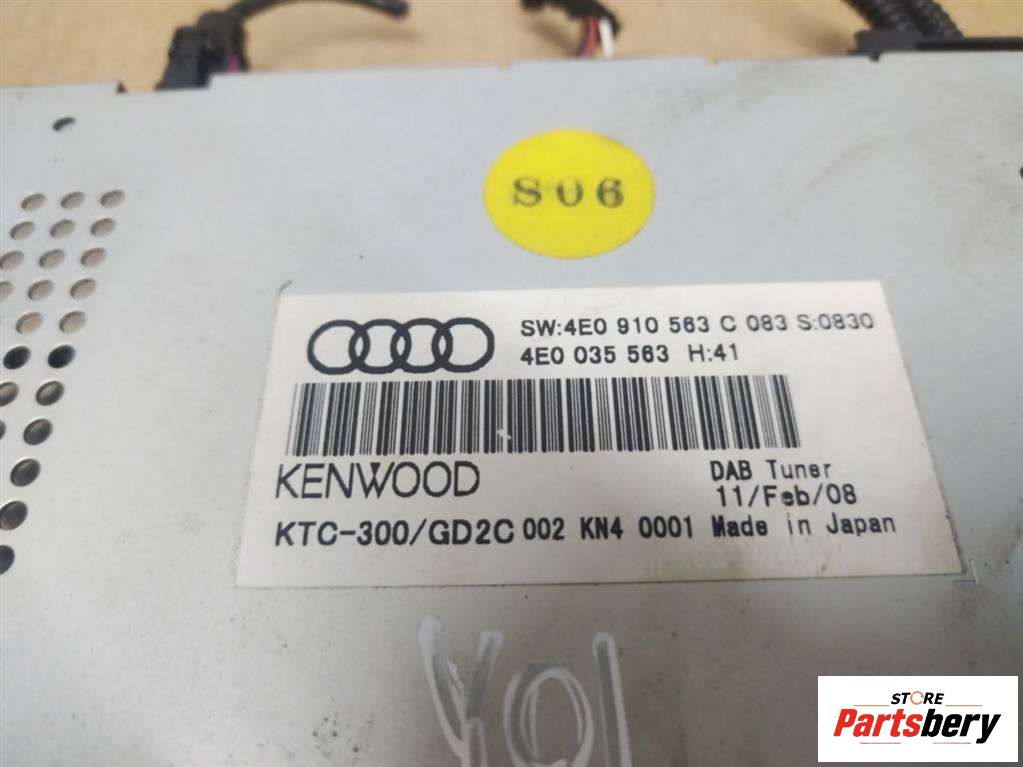 S06
SW:4E0 910 563 C 083 S:0830
4E0 035 563 H:41
KENWOOD
DAB Tuner
11/Feb/08
KTC-300/GD2C 002 KN4 0001 Made in Japan
STORE
Partsbery